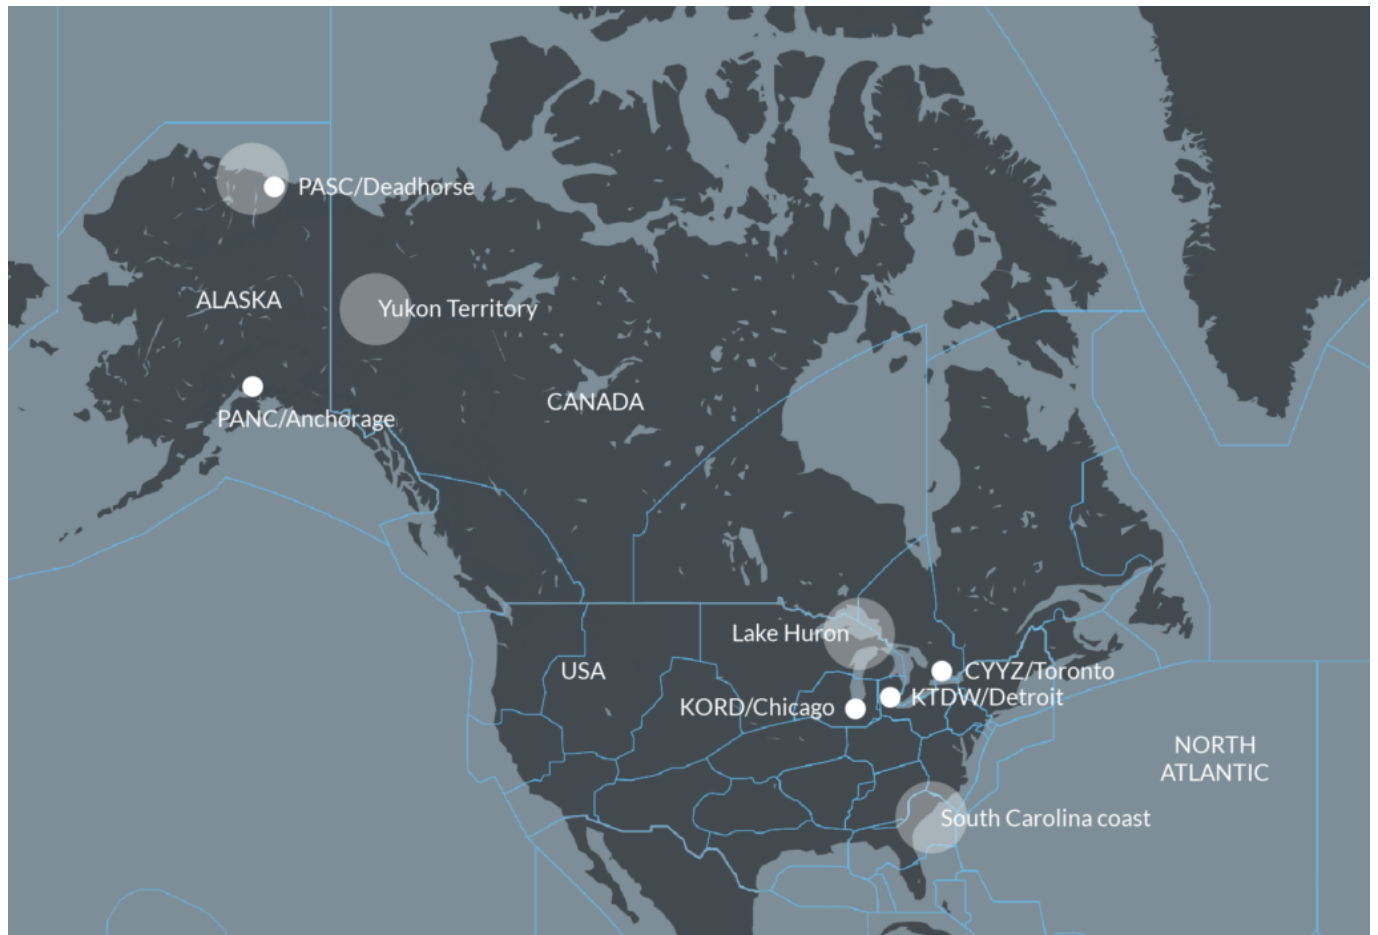 PASC/Deadhorse
ALASKA
Yukon Territory
CANADA
PANC/Anchorage
Lake Huron
USA
CYYZ/Toronto
KTDW/Detroit
KORD/Chicago
NORTH
ATLANTIC
South Carolina coast